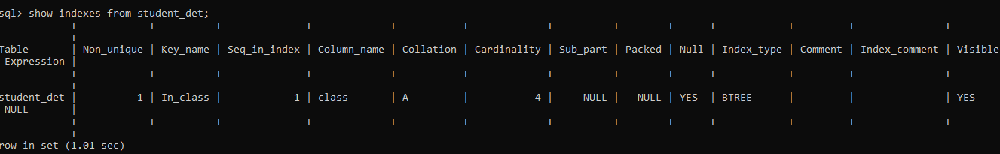 sql> show indexes from student_det;
------------+------------+----------+--------------+-------------+-----------+-------------+----------+--------+------+------------+---------+---------------+--------
------------+
Table       | Non_unique | Key_name | Seq_in_index | Column_name | Collation | Cardinality | Sub_part | Packed | Null | Index_type | Comment | Index_comment | Visible
 Expression |
------------+------------+----------+--------------+-------------+-----------+-------------+----------+--------+------+------------+---------+---------------+--------
------------+
student_det |          1 | In_class |            1 | class       | A         |           4 |     NULL |   NULL | YES  | BTREE      |         |               | YES
 NULL       |
------------+------------+----------+--------------+-------------+-----------+-------------+----------+--------+------+------------+---------+---------------+--------
------------+
row in set (1.01 sec)